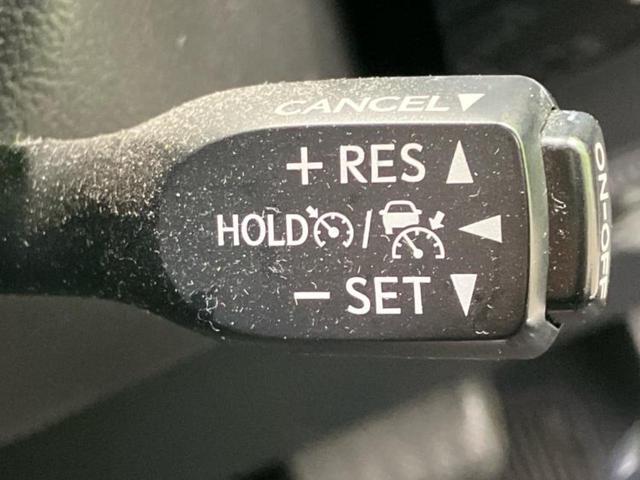 CANCEL
+ RES
HOLD /
- SET
ON-OFF